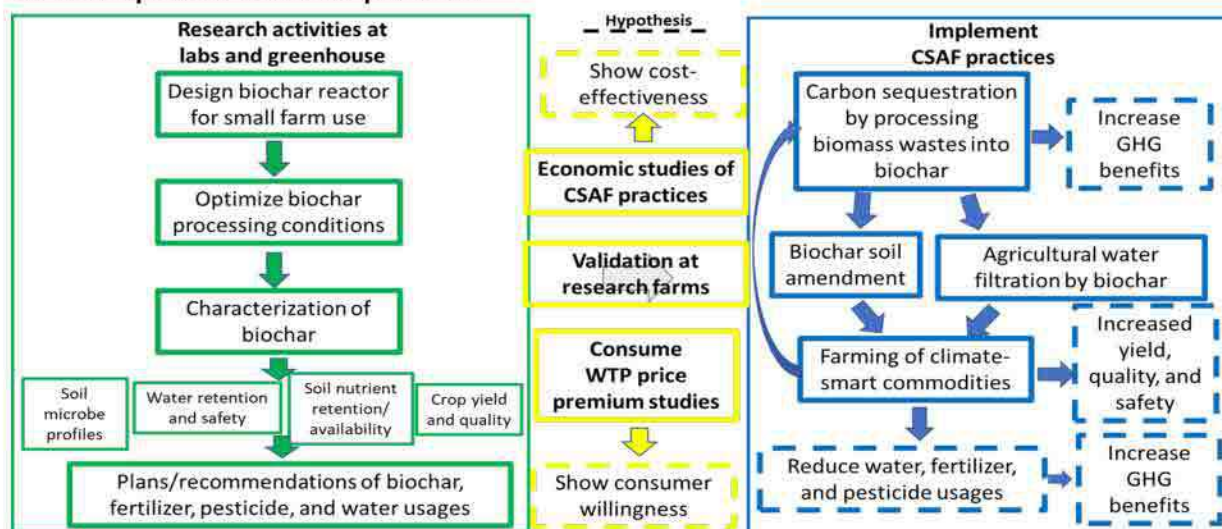 Research activities at
labs and greenhouse
Design biochar reactor
for small farm use
Optimize biochar
processing conditions
Characterization of
biochar
Soil
microbe
profiles
Water retention
and safety
Soil nutrient
retention/
availability
Crop yield
and quality
Plans/recommendations of biochar,
fertilizer, pesticide, and water usages
Hypothesis
Show cost-
effectiveness
Economic studies of
CSAF practices
Validation at
research farms
Consume
WTP price
premium studies
Show consumer
willingness
Implement
CSAF practices
Carbon sequestration
by processing
biomass wastes into
biochar
Increase
GHG
benefits
Biochar soil
amendment
Agricultural water
filtration by biochar
Farming of climate-
smart commodities
Increased
yield,
quality, and
safety
Reduce water, fertilizer,
and pesticide usages
Increase
GHG
benefits